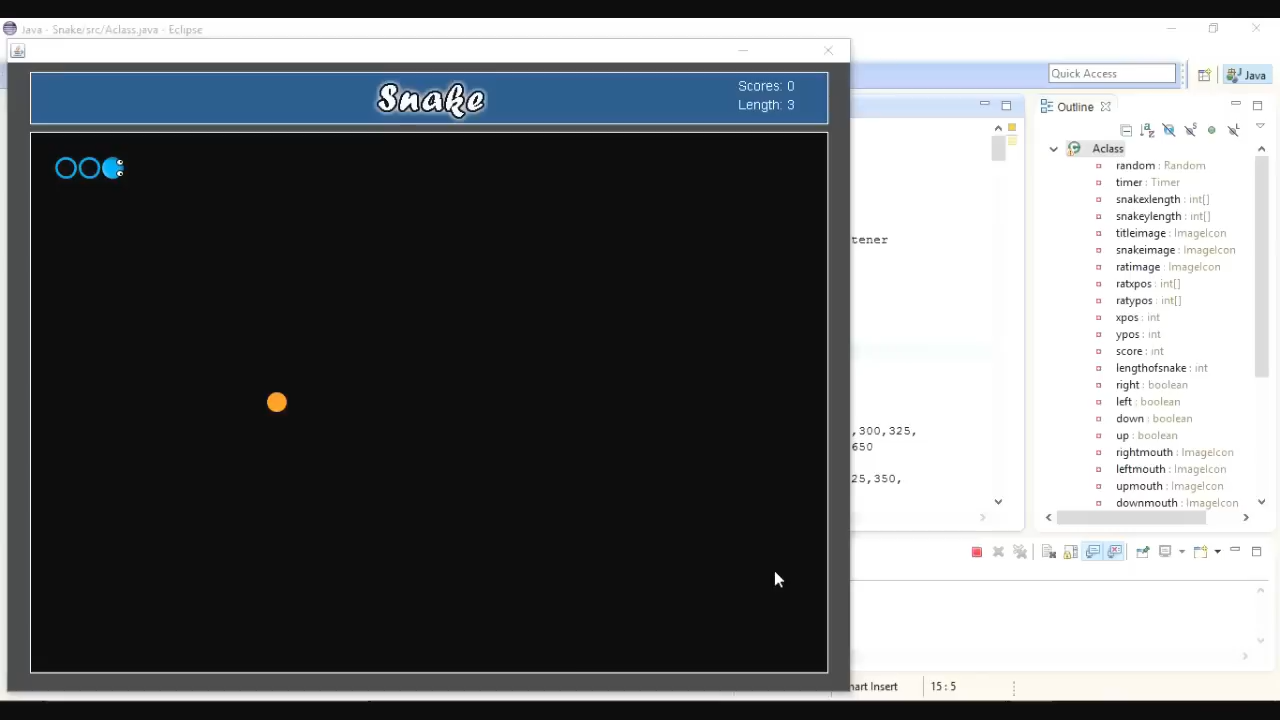 Java - Snake/src/Aclass.java - Eclipse
Snake
Scores: 0
Length: 3
Quick Access
Java
Outline
tener
,300,325,
650
25,350,
Aclass
random : Random
timer : Timer
snakexlength : int[]
snakeylength : int[]
titleimage : ImageIcon
snakeimage : ImageIcon
ratimage : ImageIcon
ratxpos : int[]
ratypos : int[]
xpos : int
ypos : int
score : int
lengthofsnake : int
right : boolean
left : boolean
down : boolean
up : boolean
rightmouth : ImageIcon
leftmouth : ImageIcon
upmouth : ImageIcon
downmouth : ImageIcon
art Insert
15 : 5